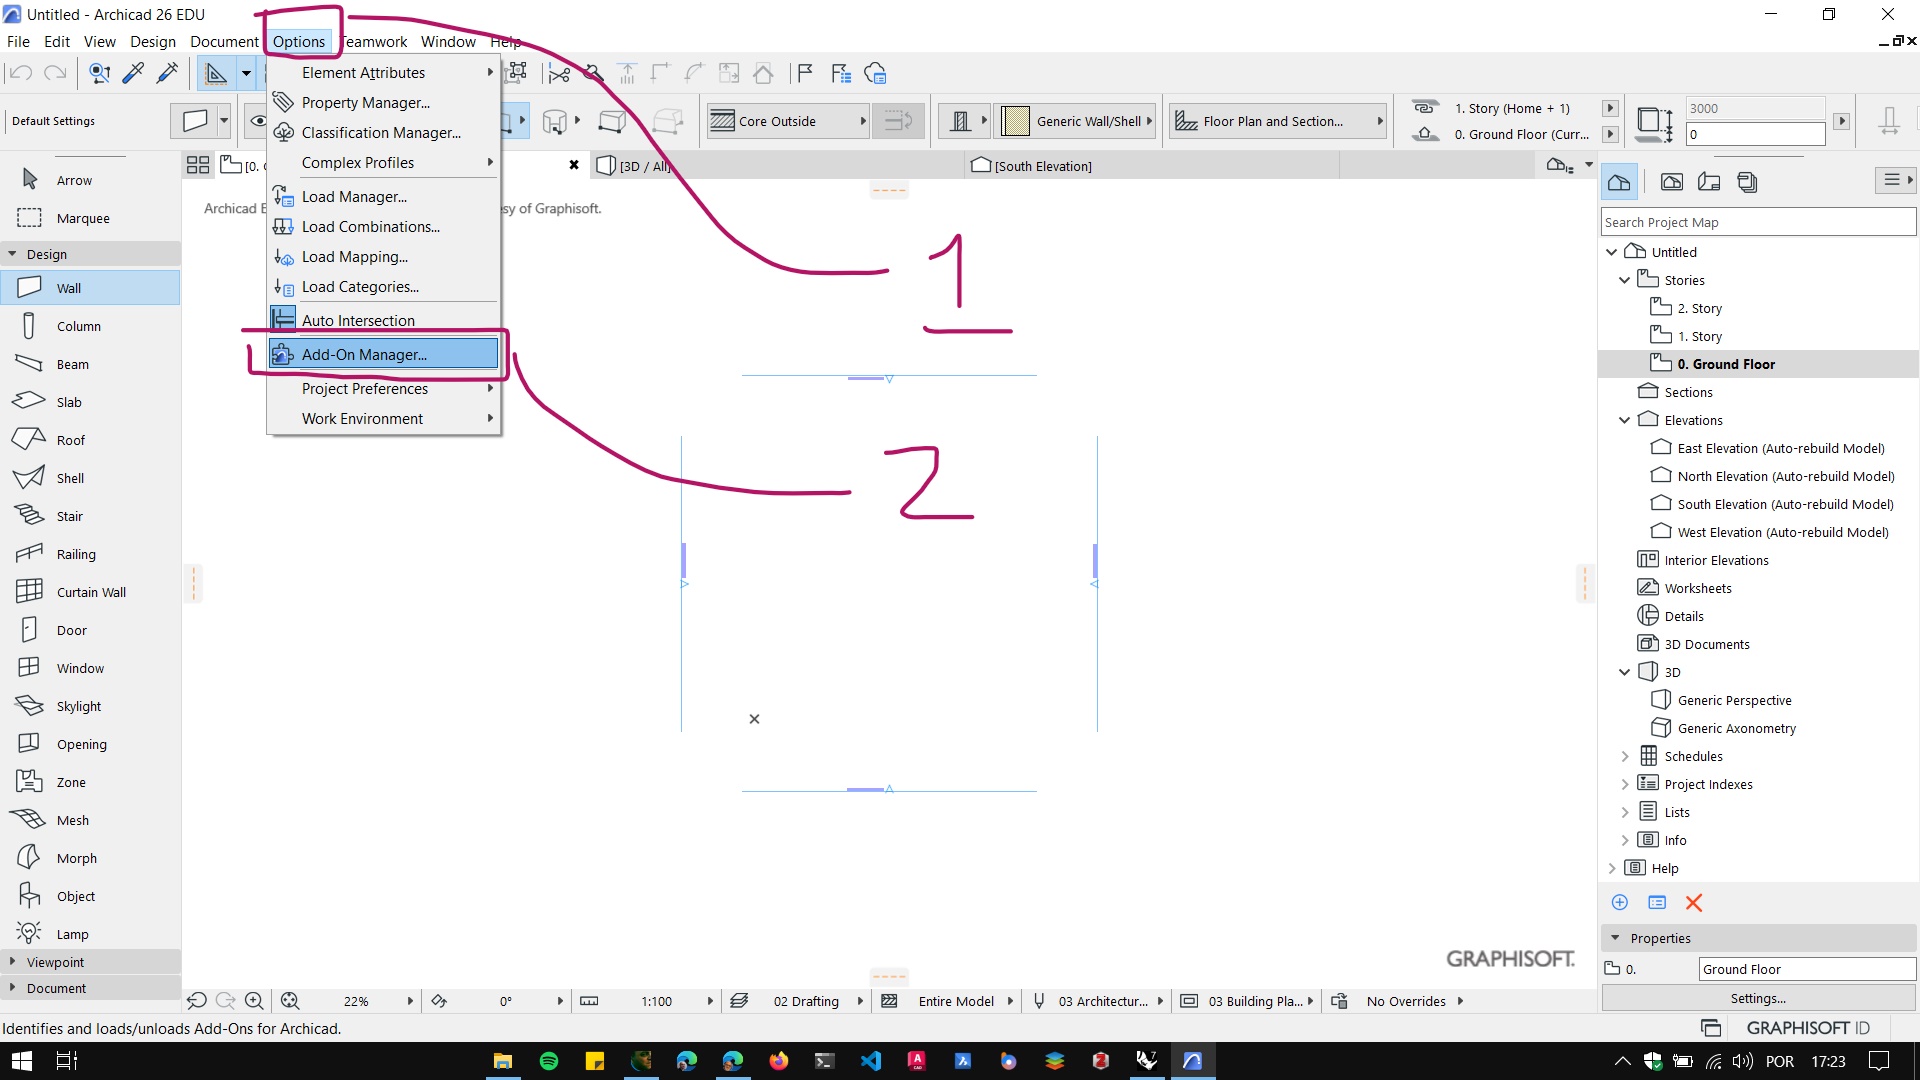 Untitled - Archicad 26 EDU
File Edit View Design Document Options Teamwork Window Help
Element Attributes
Property Manager...
Classification Manager...
Complex Profiles
Load Manager...
Load Combinations...
Load Mapping...
Load Categories...
Auto Intersection
Add-On Manager...
Project Preferences
Work Environment
Default Settings
Core Outside
Generic Wall/Shell
Floor Plan and Section...
1. Story (Home + 1)
0. Ground Floor (Curr...
3000
0
[0.
[3D / All]
[South Elevation]
Archicad E
sy of Graphisoft.
1
2
Arrow
Marquee
Design
Wall
Column
Beam
Slab
Roof
Shell
Stair
Railing
Curtain Wall
Door
Window
Skylight
Opening
Zone
Mesh
Morph
Object
Lamp
Viewpoint
Document
Search Project Map
Untitled
Stories
2. Story
1. Story
0. Ground Floor
Sections
Elevations
East Elevation (Auto-rebuild Model)
North Elevation (Auto-rebuild Model)
South Elevation (Auto-rebuild Model)
West Elevation (Auto-rebuild Model)
Interior Elevations
Worksheets
Details
3D Documents
3D
Generic Perspective
Generic Axonometry
Schedules
Project Indexes
Lists
Info
Help
Properties
0. Ground Floor
Settings...
GRAPHISOFT.
22% 0° 1:100 02 Drafting Entire Model 03 Architectur... 03 Building Pla... No Overrides
Identifies and loads/unloads Add-Ons for Archicad.
GRAPHISOFT ID
POR 17:23